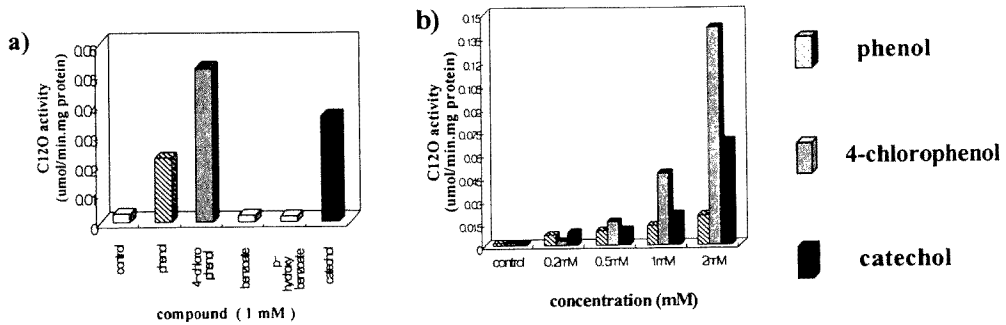 a)
C12O activity
(umol/min.mg protein)
0.06
0.05
0.04
0.03
0.02
0.01
0
control
phenol
4-chloro
phenol
benzoate
p-
hydroxy
benzoate
catechol
compound ( 1 mM )
b)
C12O activity
(umol/min.mg protein)
0.15
0.135
0.12
0.105
0.09
0.075
0.06
0.045
0.03
0.015
0
control
0.2mM
0.5mM
1mM
2mM
concentration (mM)
phenol
4-chlorophenol
catechol